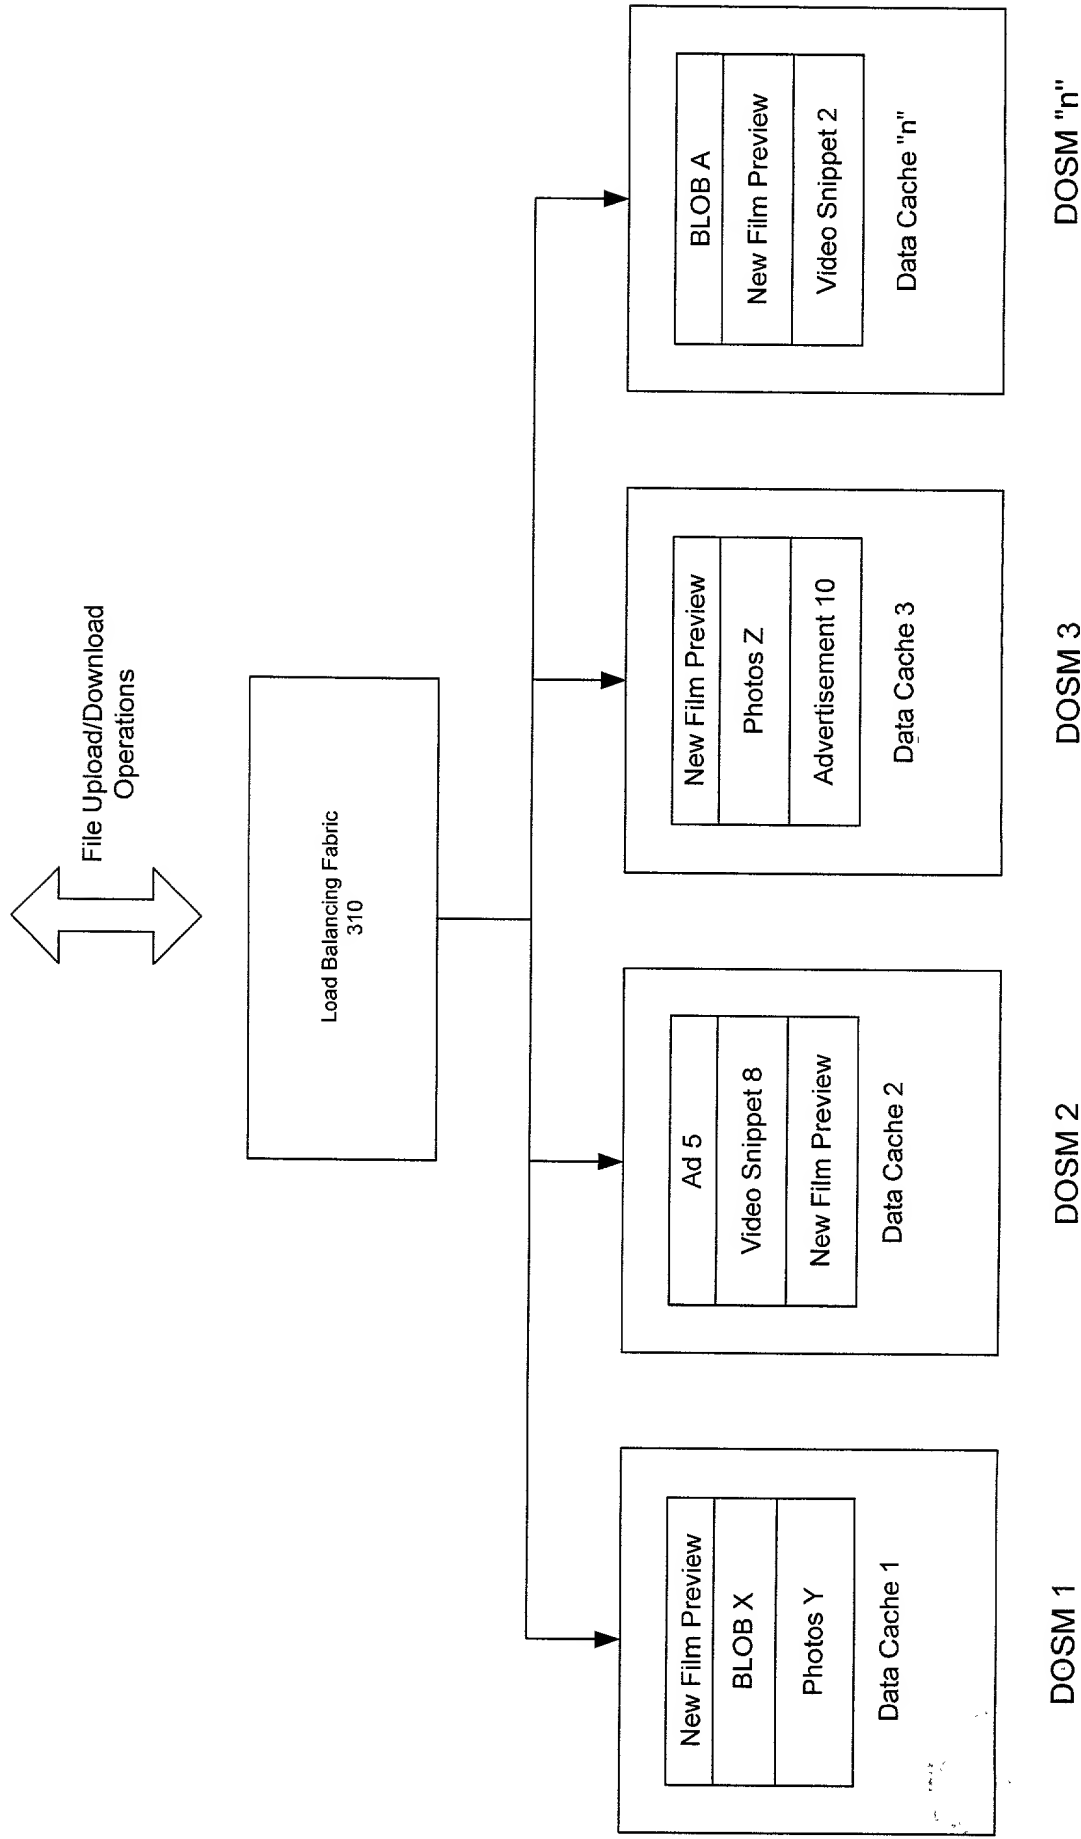 File Upload/Download
Operations
Load Balancing Fabric
310
New Film Preview
BLOB X
Photos Y
Data Cache 1
DOSM 1
Ad 5
Video Snippet 8
New Film Preview
Data Cache 2
DOSM 2
New Film Preview
Photos Z
Advertisement 10
Data Cache 3
DOSM 3
BLOB A
New Film Preview
Video Snippet 2
Data Cache "n"
DOSM "n"